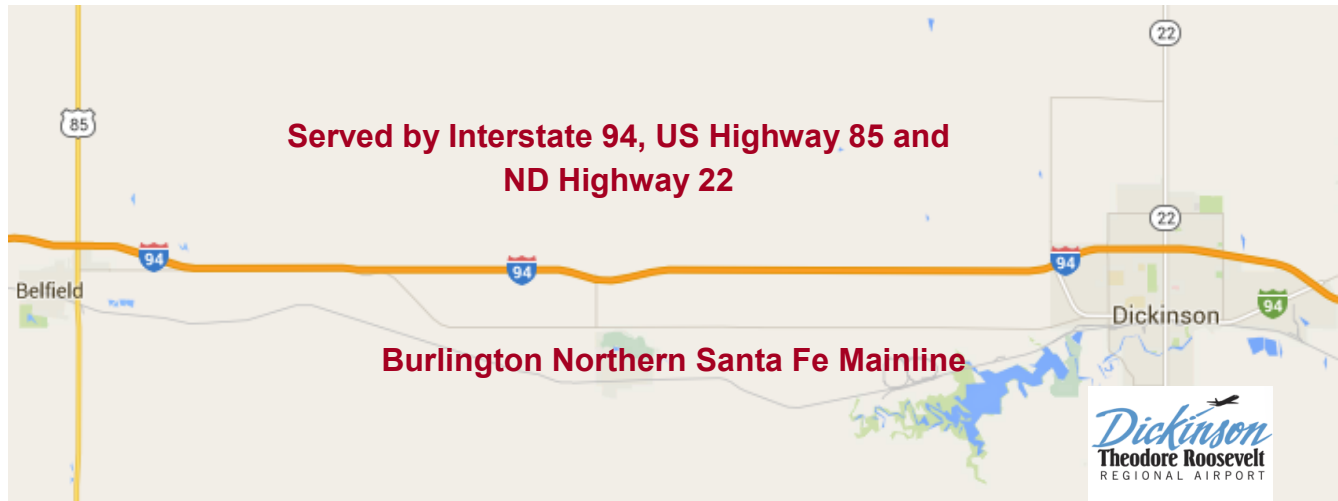 22
85
Served by Interstate 94, US Highway 85 and
ND Highway 22
22
94
94
94
Belfield
94
Dickinson
Burlington Northern Santa Fe Mainline
Dickinson
Theodore Roosevelt
REGIONAL AIRPORT